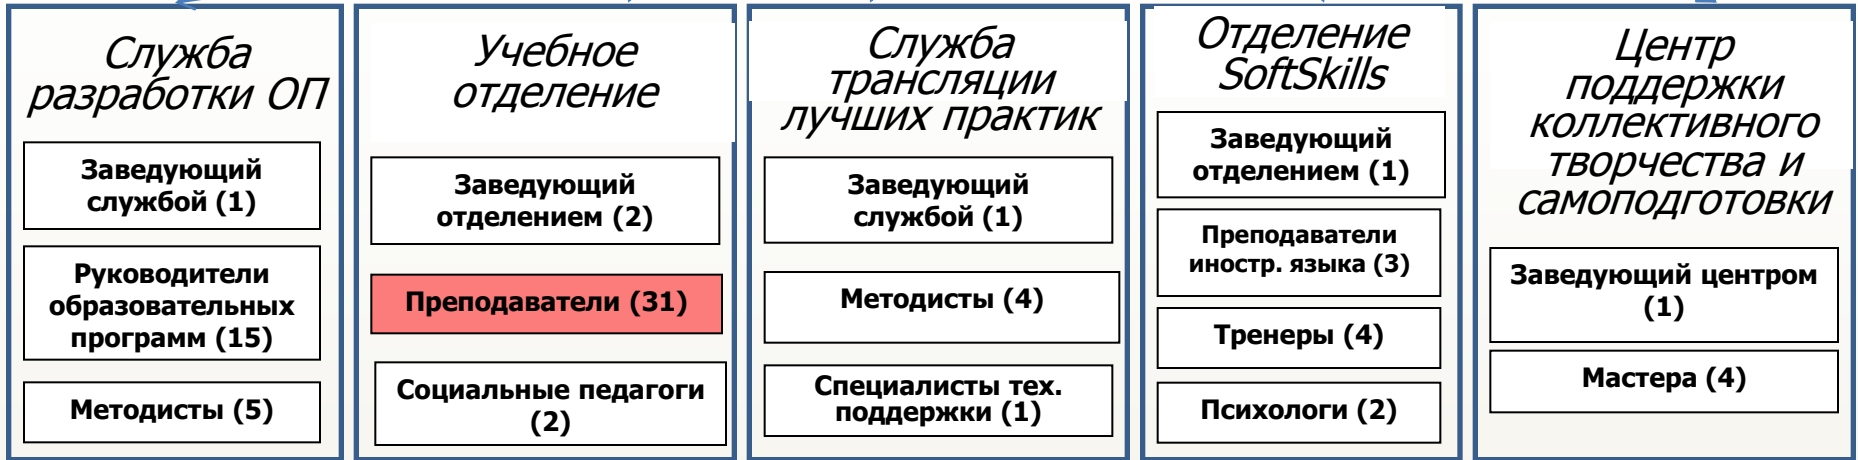 Служба
разработки ОП
Заведующий
службой (1)
Руководители
образовательных
программ (15)
Методисты (5)
Учебное
отделение
Заведующий
отделением (2)
Преподаватели (31)
Социальные педагоги
(2)
Служба
трансляции
лучших практик
Заведующий
службой (1)
Методисты (4)
Специалисты тех.
поддержки (1)
Отделение
SoftSkills
Заведующий
отделением (1)
Преподаватели
иностр. языка (3)
Тренеры (4)
Психологи (2)
Центр
поддержки
коллективного
творчества и
самоподготовки
Заведующий центром
(1)
Мастера (4)